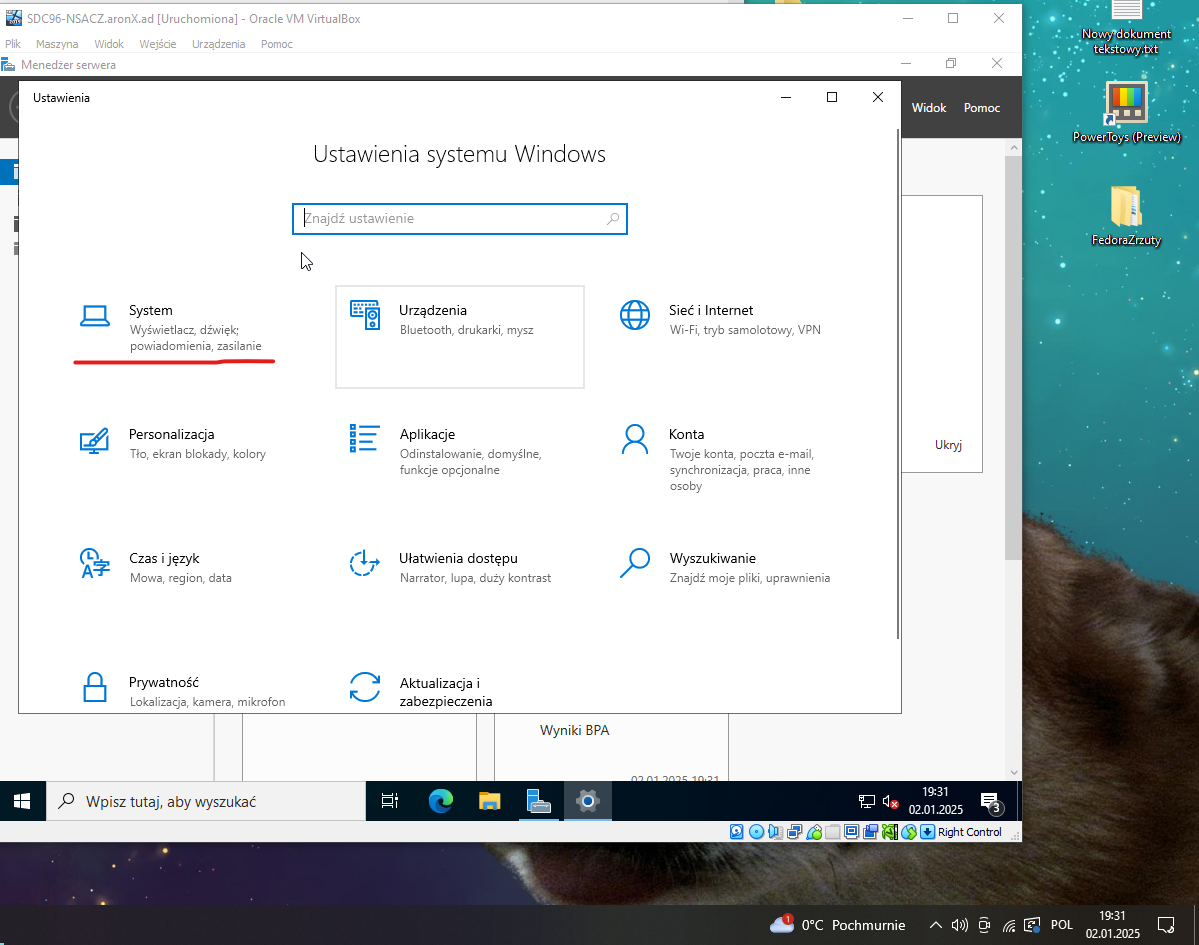 SDC96-NSACZ.aronX.ad [Uruchomiona] - Oracle VM VirtualBox
Plik Maszyna Widok Wejście Urządzenia Pomoc
Menedżer serwera
Ustawienia
Widok Pomoc
Ustawienia systemu Windows
Znajdź ustawienie
System
Wyświetlacz, dźwięk;
powiadomienia, zasilanie
Urządzenia
Bluetooth, drukarki, mysz
Sieć i Internet
Wi-Fi, tryb samolotowy, VPN
Personalizacja
Tło, ekran blokady, kolory
Aplikacje
Odinstalowanie, domyślne,
funkcje opcjonalne
Konta
Twoje konta, poczta e-mail,
synchronizacja, praca, inne
osoby
Ukryj
Czas i język
Mowa, region, data
Ułatwienia dostępu
Narrator, lupa, duży kontrast
Wyszukiwanie
Znajdź moje pliki, uprawnienia
Prywatność
Lokalizacja, kamera, mikrofon
Aktualizacja i
zabezpieczenia
Wyniki BPA
02.01.2025 19:31
Wpisz tutaj, aby wyszukać
19:31
02.01.2025
3
Right Control
Nowy dokument
tekstowy.txt
PowerToys (Preview)
FedoraZrzuty
1
0°C Pochmurnie
POL
19:31
02.01.2025